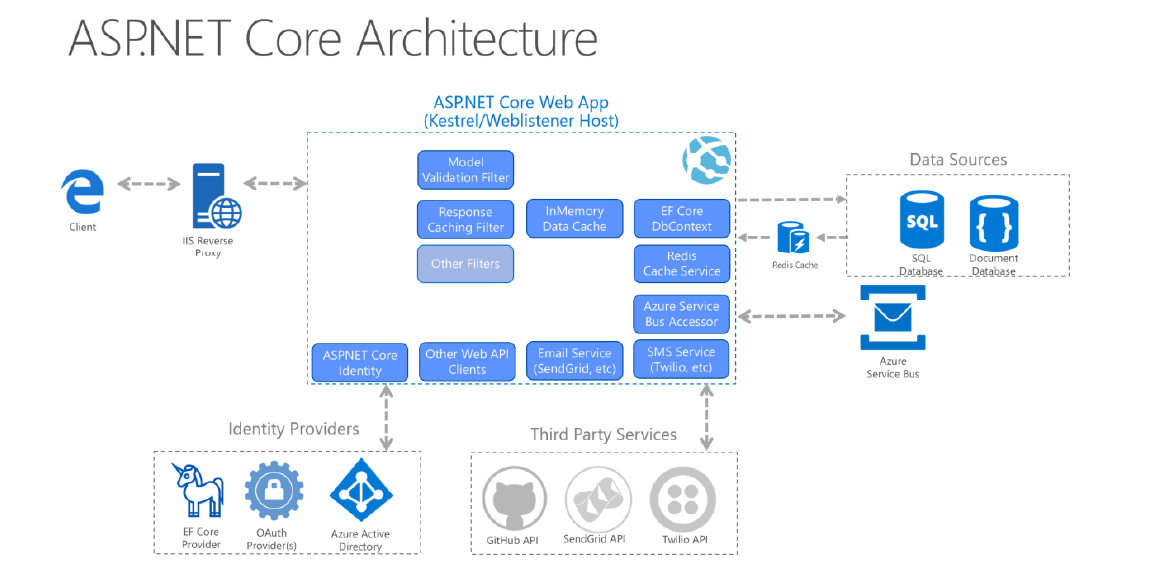 ASP.NET Core Architecture
ASP.NET Core Web App
(Kestrel/Weblistener Host)
Client
IIS Reverse
Proxy
Model
Validation Filter
Response
Caching Filter
Other Filters
InMemory
Data Cache
EF Core
DbContext
Redis
Cache Service
Azure Service
Bus Accessor
ASPNET Core
Identity
Other Web API
Clients
Email Service
(SendGrid, etc)
SMS Service
(Twilio, etc)
Redis Cache
Data Sources
SQL
SQL
Database
{ }
Document
Database
Azure
Service Bus
Identity Providers
EF Core
Provider
OAuth
Provider(s)
Azure Active
Directory
Third Party Services
GitHub API
SendGrid API
Twilio API